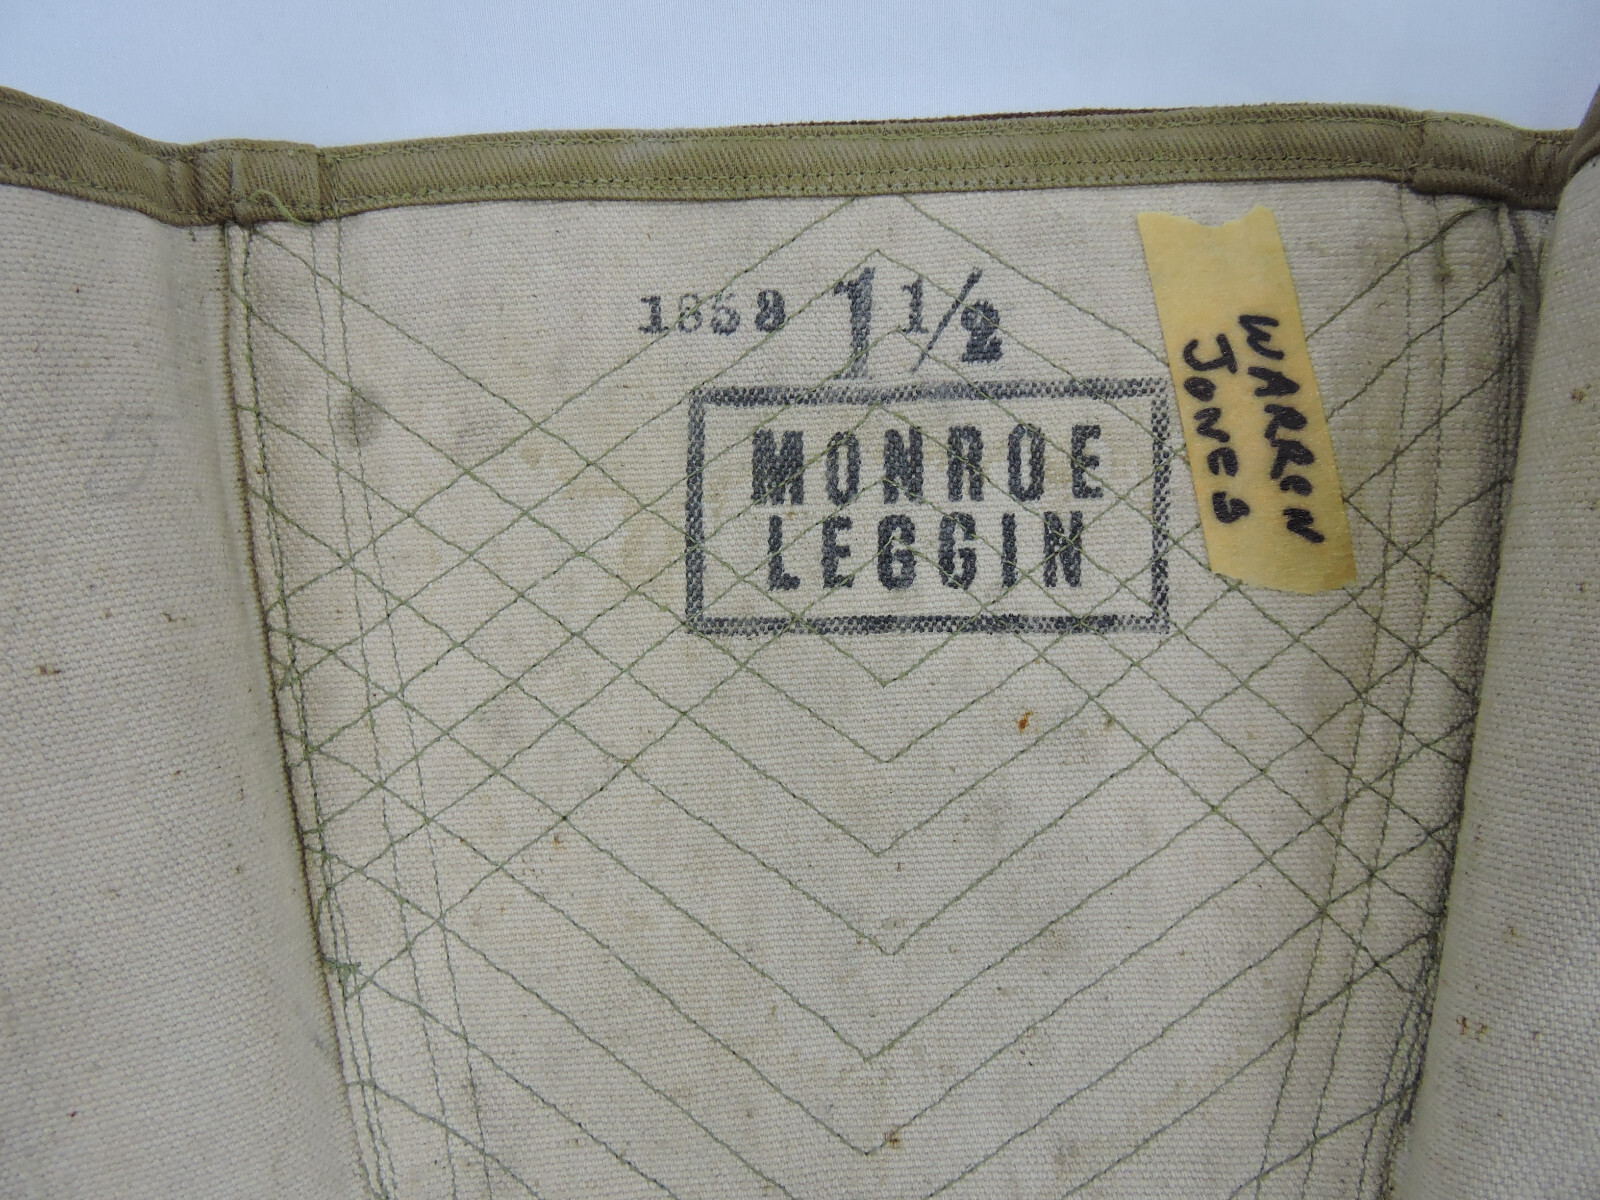 1858 1 1/2
MONROE
LEGGIN
WARREN
JONES